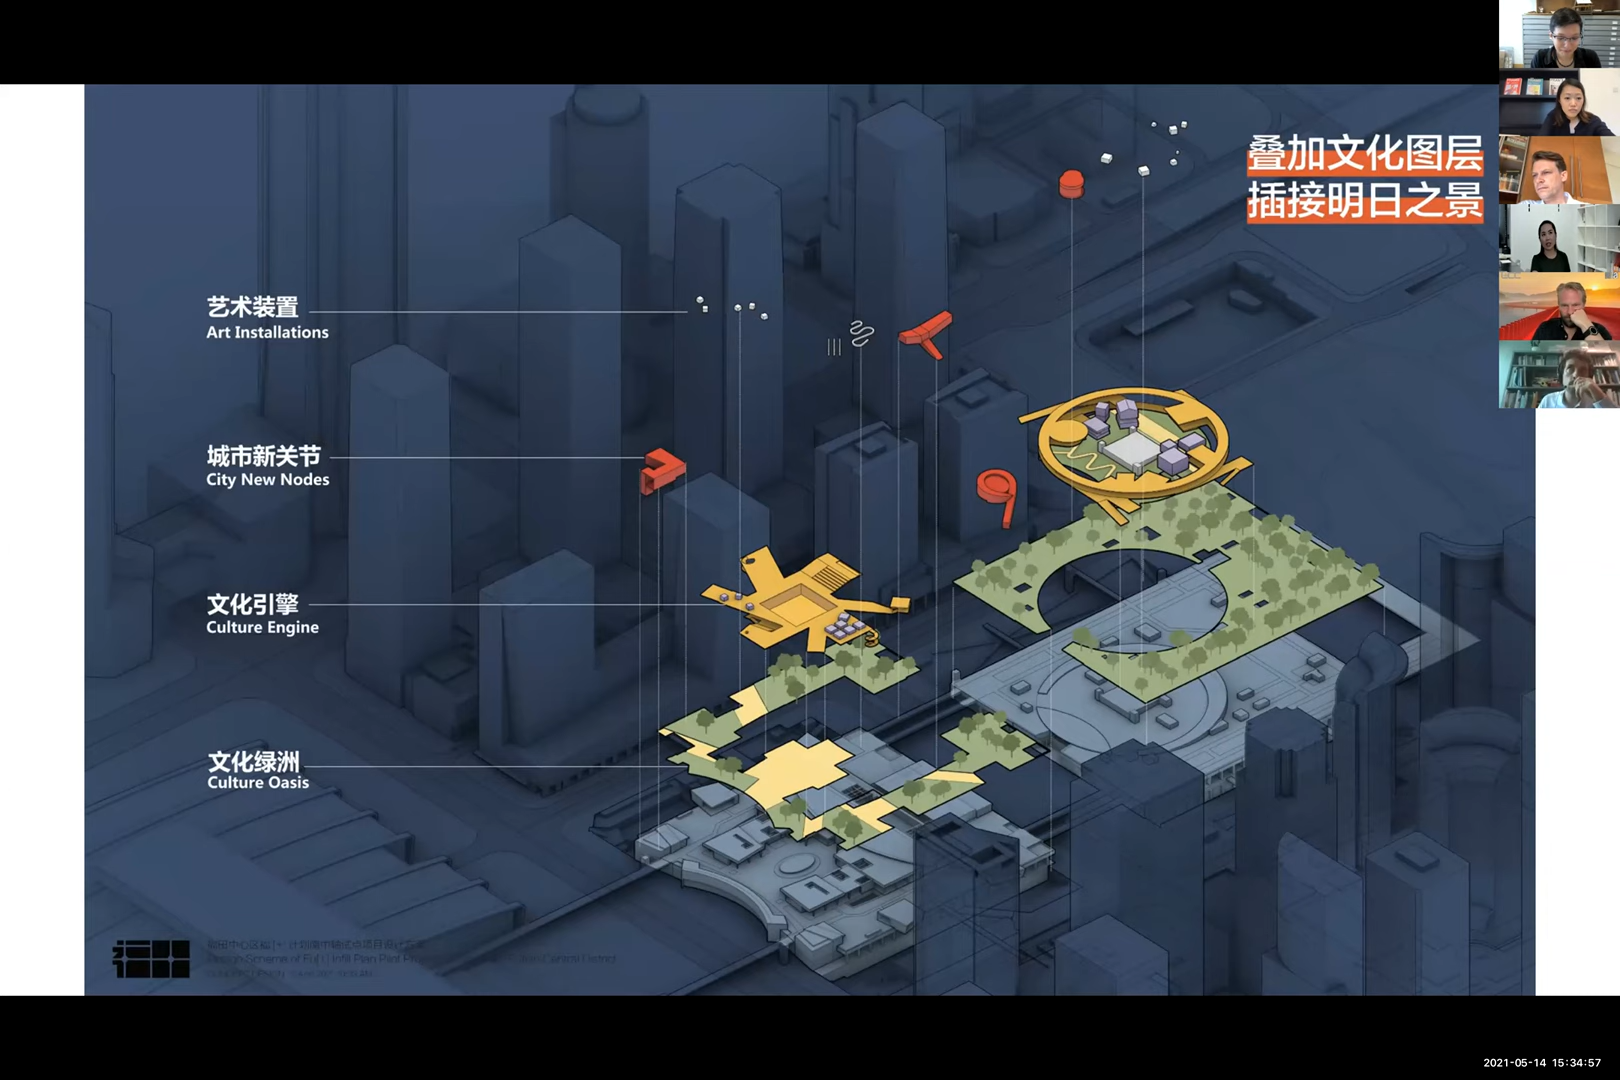 叠加文化图层
插接明日之景
艺术装置
Art Installations
城市新关节
City New Nodes
文化引擎
Culture Engine
文化绿洲
Culture Oasis
2021-05-14 15:34:57